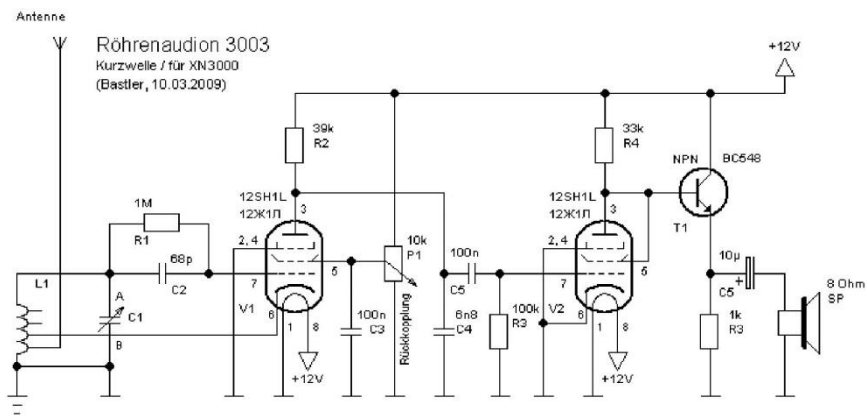 Antenne
Röhrenaudion 3003
Kurzwelle / für XN3000
(Bastler, 10.03.2009)
+12V
39k
R2
33k
R4
NPN
BC548
T1
12SH1L
12Ж1Л
3
12SH1L
12Ж1Л
3
1M
R1
2, 4
10k
P1
2, 4
68p
C2
7
5
100n
C5
7
5
10µ
+
C5
8 Ohm
SP
L1
A
C1
B
V1
6
1
8
100n
C3
Rückkopplung
6n8
C4
100k
R3
V2
6
1
8
1k
R3
+12V
+12V